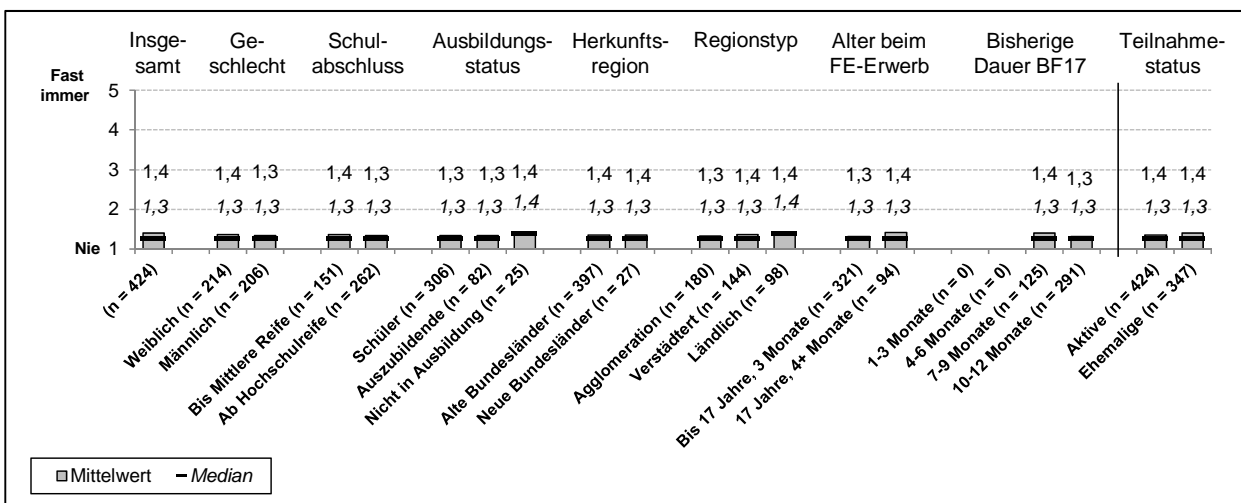 Insge-
samt
Ge-
schlecht
Schul-
abschluss
Ausbildungs-
status
Herkunfts-
region
Regionstyp
Alter beim
FE-Erwerb
Bisherige
Dauer BF17
Teilnahme-
status
Fast
immer
5
4
3
2
Nie 1
1,4 1,4 1,3 1,4 1,3 1,3 1,3 1,4 1,4 1,4 1,3 1,4 1,4 1,3 1,4 1,4 1,3 1,4 1,4
1,3 1,3 1,3 1,3 1,3 1,3 1,3 1,4 1,3 1,3 1,3 1,3 1,4 1,3 1,3 1,3 1,3 1,3 1,3
(n = 424)
Weiblich (n = 214)
Männlich (n = 206)
Bis Mittlere Reife (n = 151)
Ab Hochschulreife (n = 262)
Schüler (n = 306)
Auszubildende (n = 82)
Nicht in Ausbildung (n = 25)
Alte Bundesländer (n = 397)
Neue Bundesländer (n = 27)
Agglomeration (n = 180)
Verstädtert (n = 144)
Ländlich (n = 98)
Bis 17 Jahre, 3 Monate (n = 321)
17 Jahre, 4+ Monate (n = 94)
1-3 Monate (n = 0)
4-6 Monate (n = 0)
7-9 Monate (n = 125)
10-12 Monate (n = 291)
Aktive (n = 424)
Ehemalige (n = 347)
Mittelwert Median